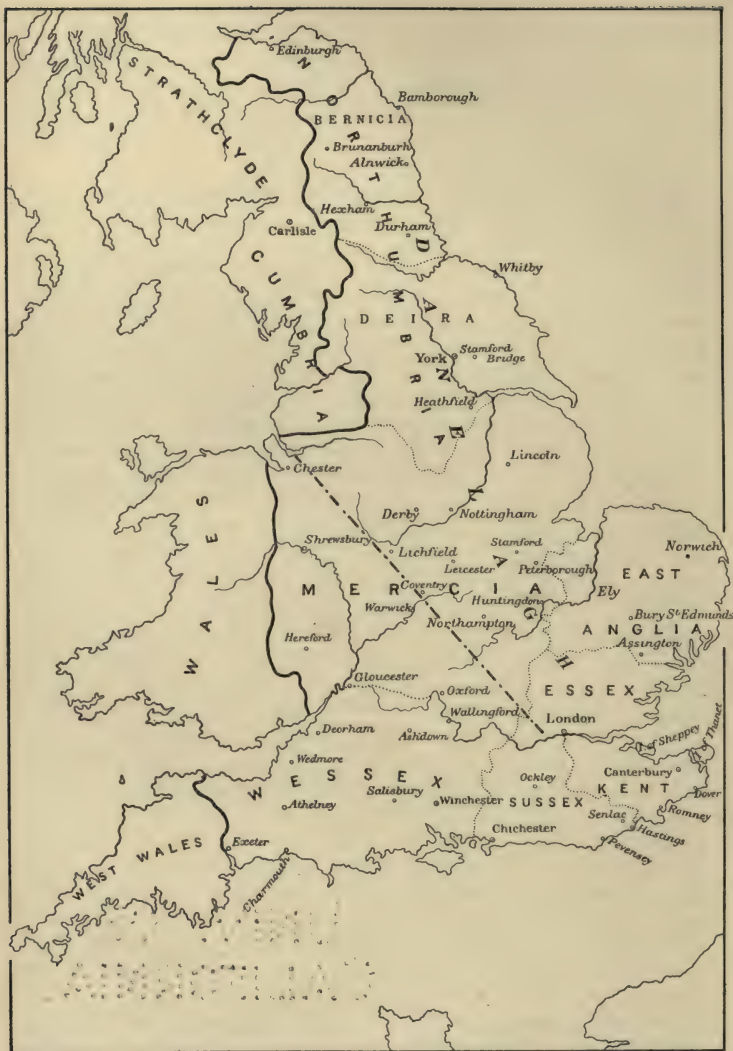 Edinburgh
STRATHCLYDE
NORTHUMBRIA
Bamborough
BERNICIA
Brunanburh
Alnwick
Hexham
Durham
Carlisle
CUMBRIA
Whitby
DANELAGH
DEIRA
York
Stamford
Bridge
Heathfield
Lincoln
Chester
WALES
Derby
Nottingham
Shrewsbury
Lichfield
Stamford
Norwich
Leicester
Peterborough
EAST
ANGLIA
Ely
MERCIA
Coventry
Huntingdon
Warwick
Northampton
Bury St. Edmunds
Hereford
Assington
Gloucester
Oxford
ESSEX
Wallingford
London
Deorham
Ashdown
I. of Sheppey
I. of Thanet
Wedmore
WESSEX
Ockley
Canterbury
KENT
Dover
Athelney
Salisbury
Winchester
SUSSEX
Senlac
Romney
Hastings
Chichester
Pevensey
WEST WALES
Exeter
Charmouth